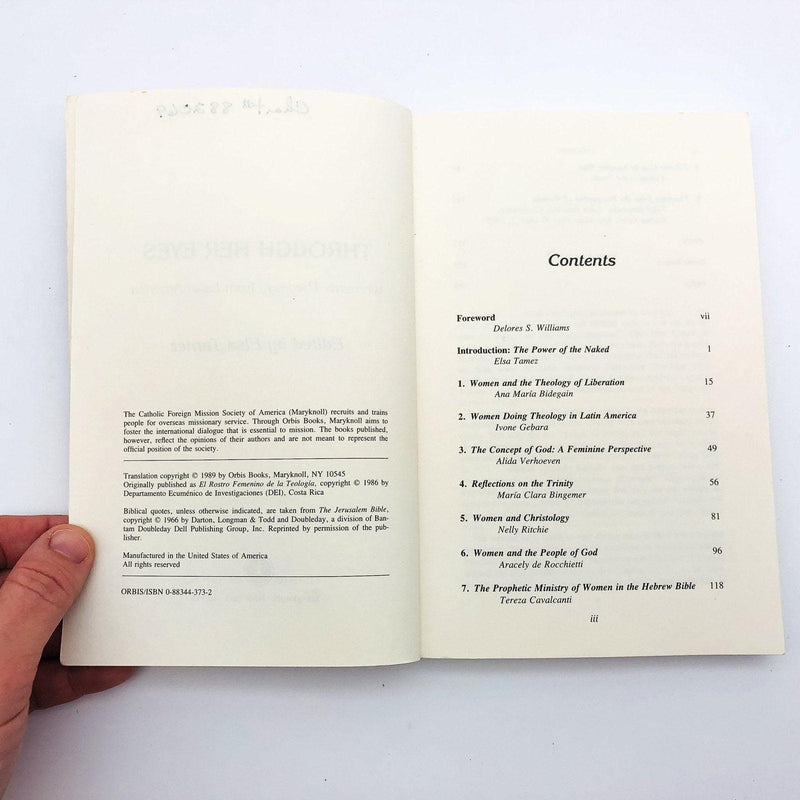 The Catholic Foreign Mission Society of America (Maryknoll) recruits and trains
people for overseas missionary service. Through Orbis Books, Maryknoll aims to
foster the international dialogue that is essential to mission. The books published,
however, reflect the opinions of their authors and are not meant to represent the
official position of the society.
Translation copyright © 1989 by Orbis Books, Maryknoll, NY 10545
Originally published as El Rostro Femenino de la Teología, copyright © 1986 by
Departamento Ecuménico de Investigaciones (DEI), Costa Rica
Biblical quotes, unless otherwise indicated, are taken from The Jerusalem Bible,
copyright © 1966 by Darton, Longman & Todd and Doubleday, a division of Ban-
tam Doubleday Dell Publishing Group, Inc. Reprinted by permission of the pub-
lisher.
Manufactured in the United States of America
All rights reserved
ORBIS/ISBN 0-88344-373-2
Contents
Foreword vii
Delores S. Williams
Introduction: The Power of the Naked 1
Elsa Tamez
1. Women and the Theology of Liberation 15
Ana María Bidegain
2. Women Doing Theology in Latin America 37
Ivone Gebara
3. The Concept of God: A Feminine Perspective 49
Alida Verhoeven
4. Reflections on the Trinity 56
María Clara Bingemer
5. Women and Christology 81
Nelly Ritchie
6. Women and the People of God 96
Aracely de Rocchietti
7. The Prophetic Ministry of Women in the Hebrew Bible 118
Tereza Cavalcanti
iii